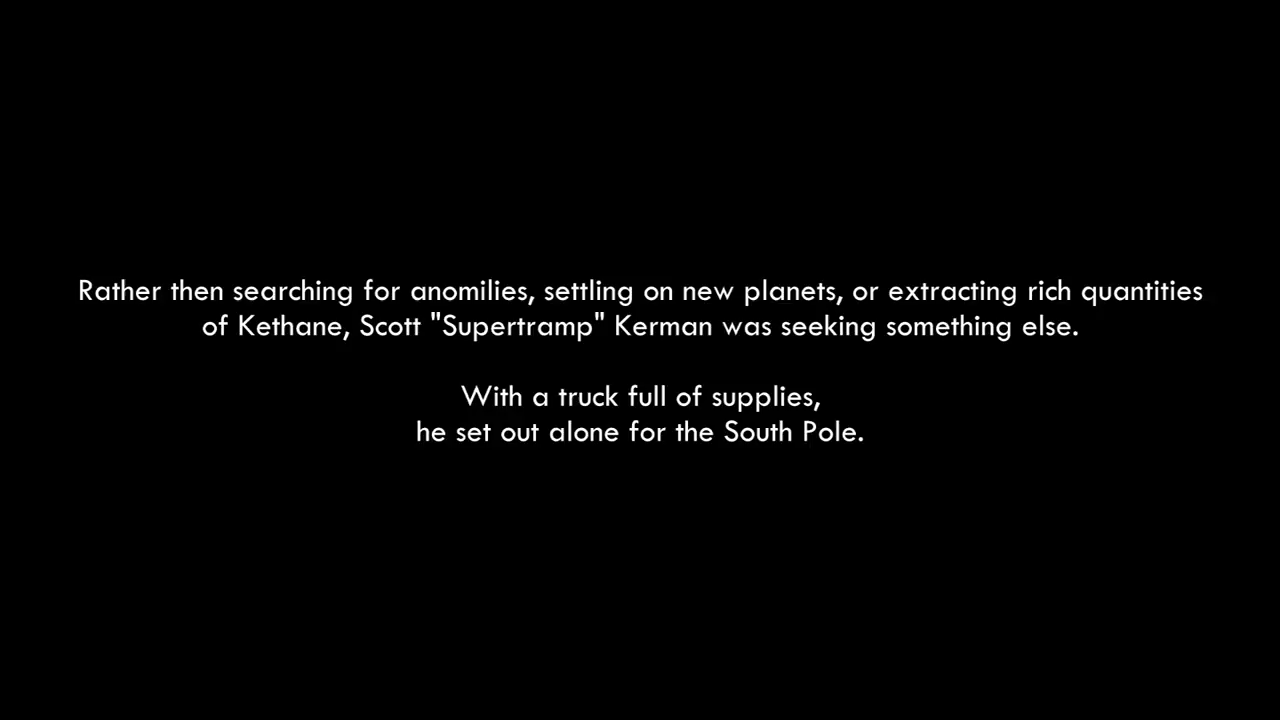 Rather then searching for anomilies, settling on new planets, or extracting rich quantities
of Kethane, Scott "Supertramp" Kerman was seeking something else.
With a truck full of supplies,
he set out alone for the South Pole.